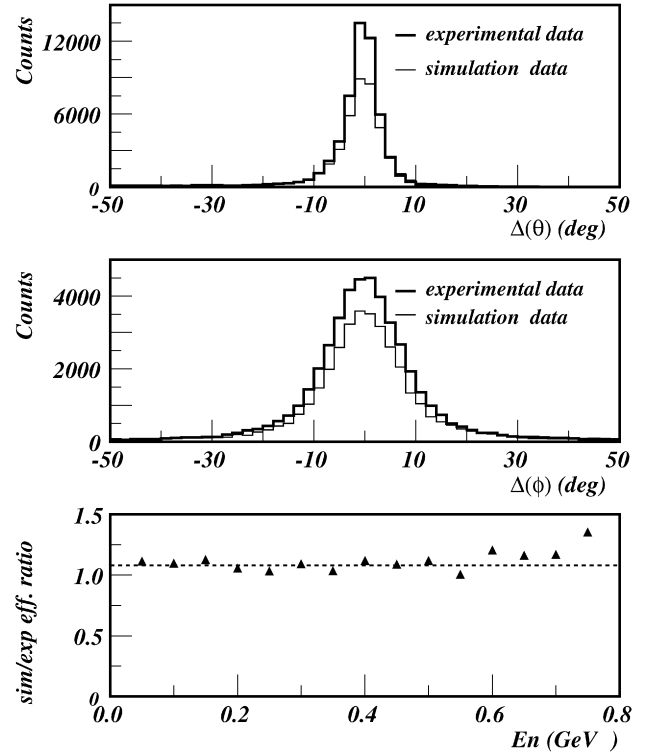 Counts
12000
6000
0
experimental data
simulation data
-50 -30 -10 10 30 50
Δ(θ) (deg)
Counts
4000
2000
0
experimental data
simulation data
-50 -30 -10 10 30 50
Δ(ϕ) (deg)
sim/exp eff. ratio
1.5
1.0
0.5
0
0.0 0.2 0.4 0.6 0.8
En (GeV )